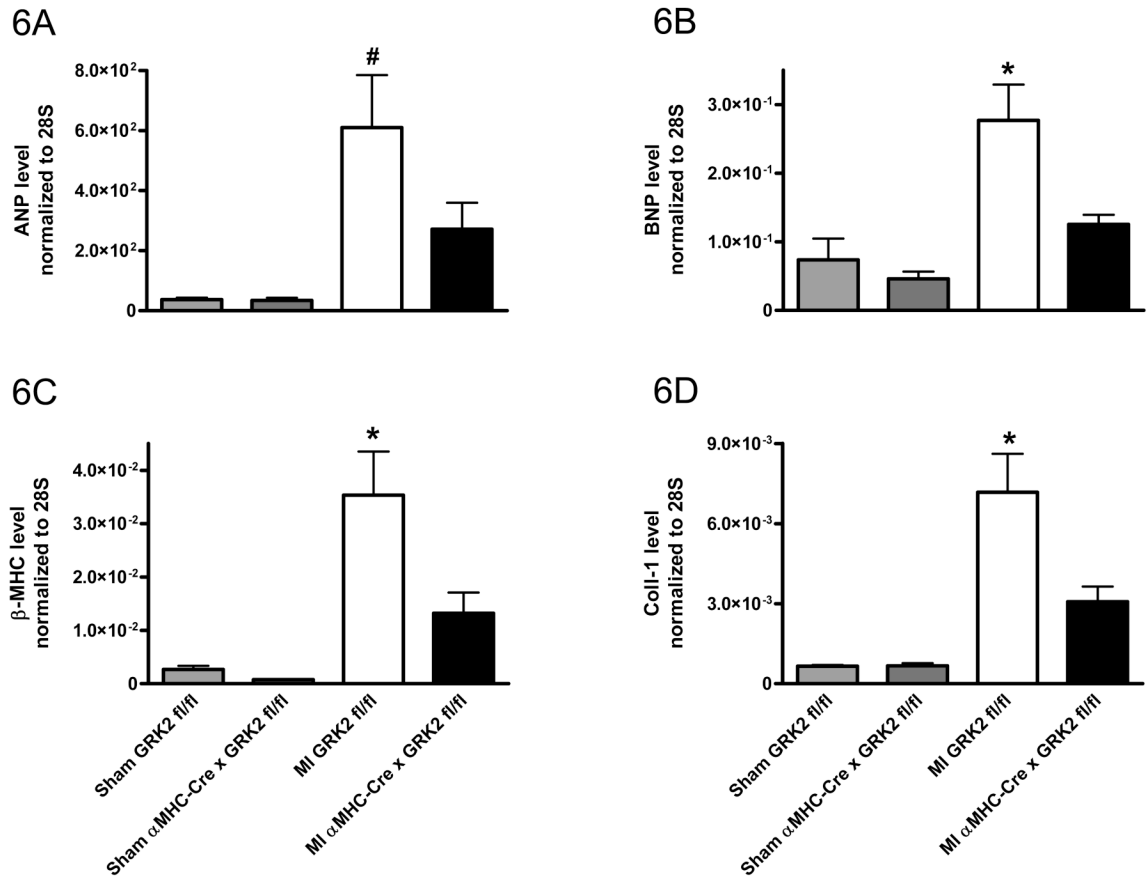 6A
ANP level
normalized to 28S
8.0×10²
6.0×10²
4.0×10²
2.0×10²
0
#
6B
BNP level
normalized to 28S
3.0×10⁻¹
2.0×10⁻¹
1.0×10⁻¹
0
*
6C
β-MHC level
normalized to 28S
4.0×10⁻²
3.0×10⁻²
2.0×10⁻²
1.0×10⁻²
0
*
Sham GRK2 fl/fl
Sham αMHC-Cre x GRK2 fl/fl
MI GRK2 fl/fl
MI αMHC-Cre x GRK2 fl/fl
6D
Coll-1 level
normalized to 28S
9.0×10⁻³
6.0×10⁻³
3.0×10⁻³
0
*
Sham GRK2 fl/fl
Sham αMHC-Cre x GRK2 fl/fl
MI GRK2 fl/fl
MI αMHC-Cre x GRK2 fl/fl